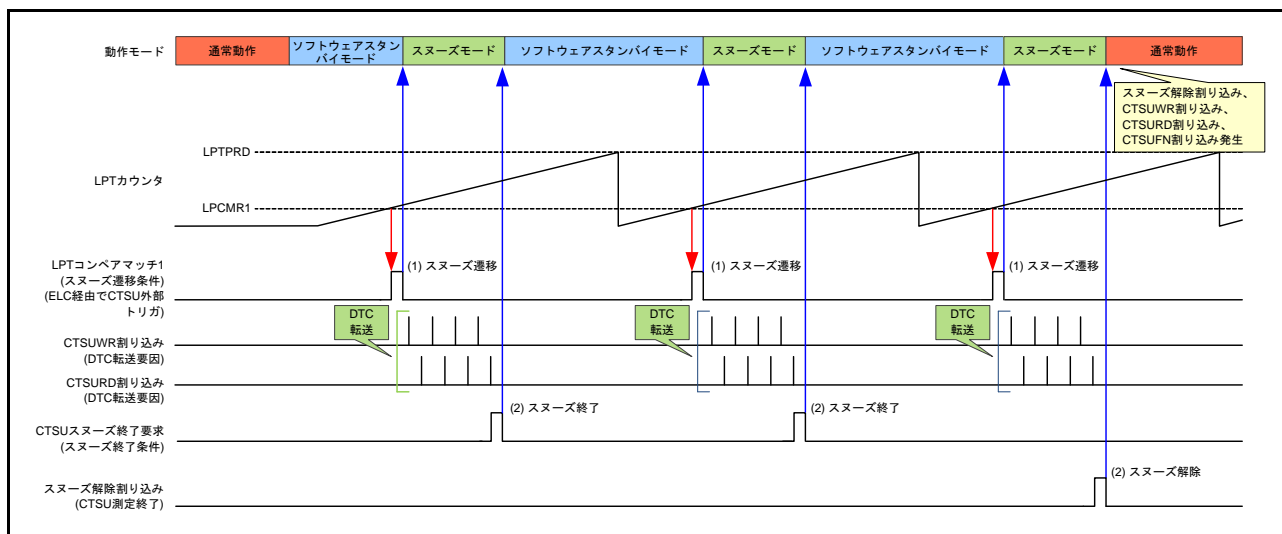 動作モード
通常動作
ソフトウェアスタン
バイモード
スヌーズモード
ソフトウェアスタンバイモード
スヌーズモード
ソフトウェアスタンバイモード
スヌーズモード
通常動作
スヌーズ解除割り込み、
CTSUWR割り込み、
CTSURD割り込み、
CTSUFN割り込み発生
LPTPRD
LPTカウンタ
LPCMR1
LPTコンペアマッチ1
(スヌーズ遷移条件)
(ELC経由でCTSU外部
トリガ)
(1) スヌーズ遷移
(1) スヌーズ遷移
(1) スヌーズ遷移
DTC
転送
DTC
転送
DTC
転送
CTSUWR割り込み
(DTC転送要因)
CTSURD割り込み
(DTC転送要因)
(2) スヌーズ終了
(2) スヌーズ終了
CTSUスヌーズ終了要求
(スヌーズ終了条件)
(2) スヌーズ解除
スヌーズ解除割り込み
(CTSU測定終了)